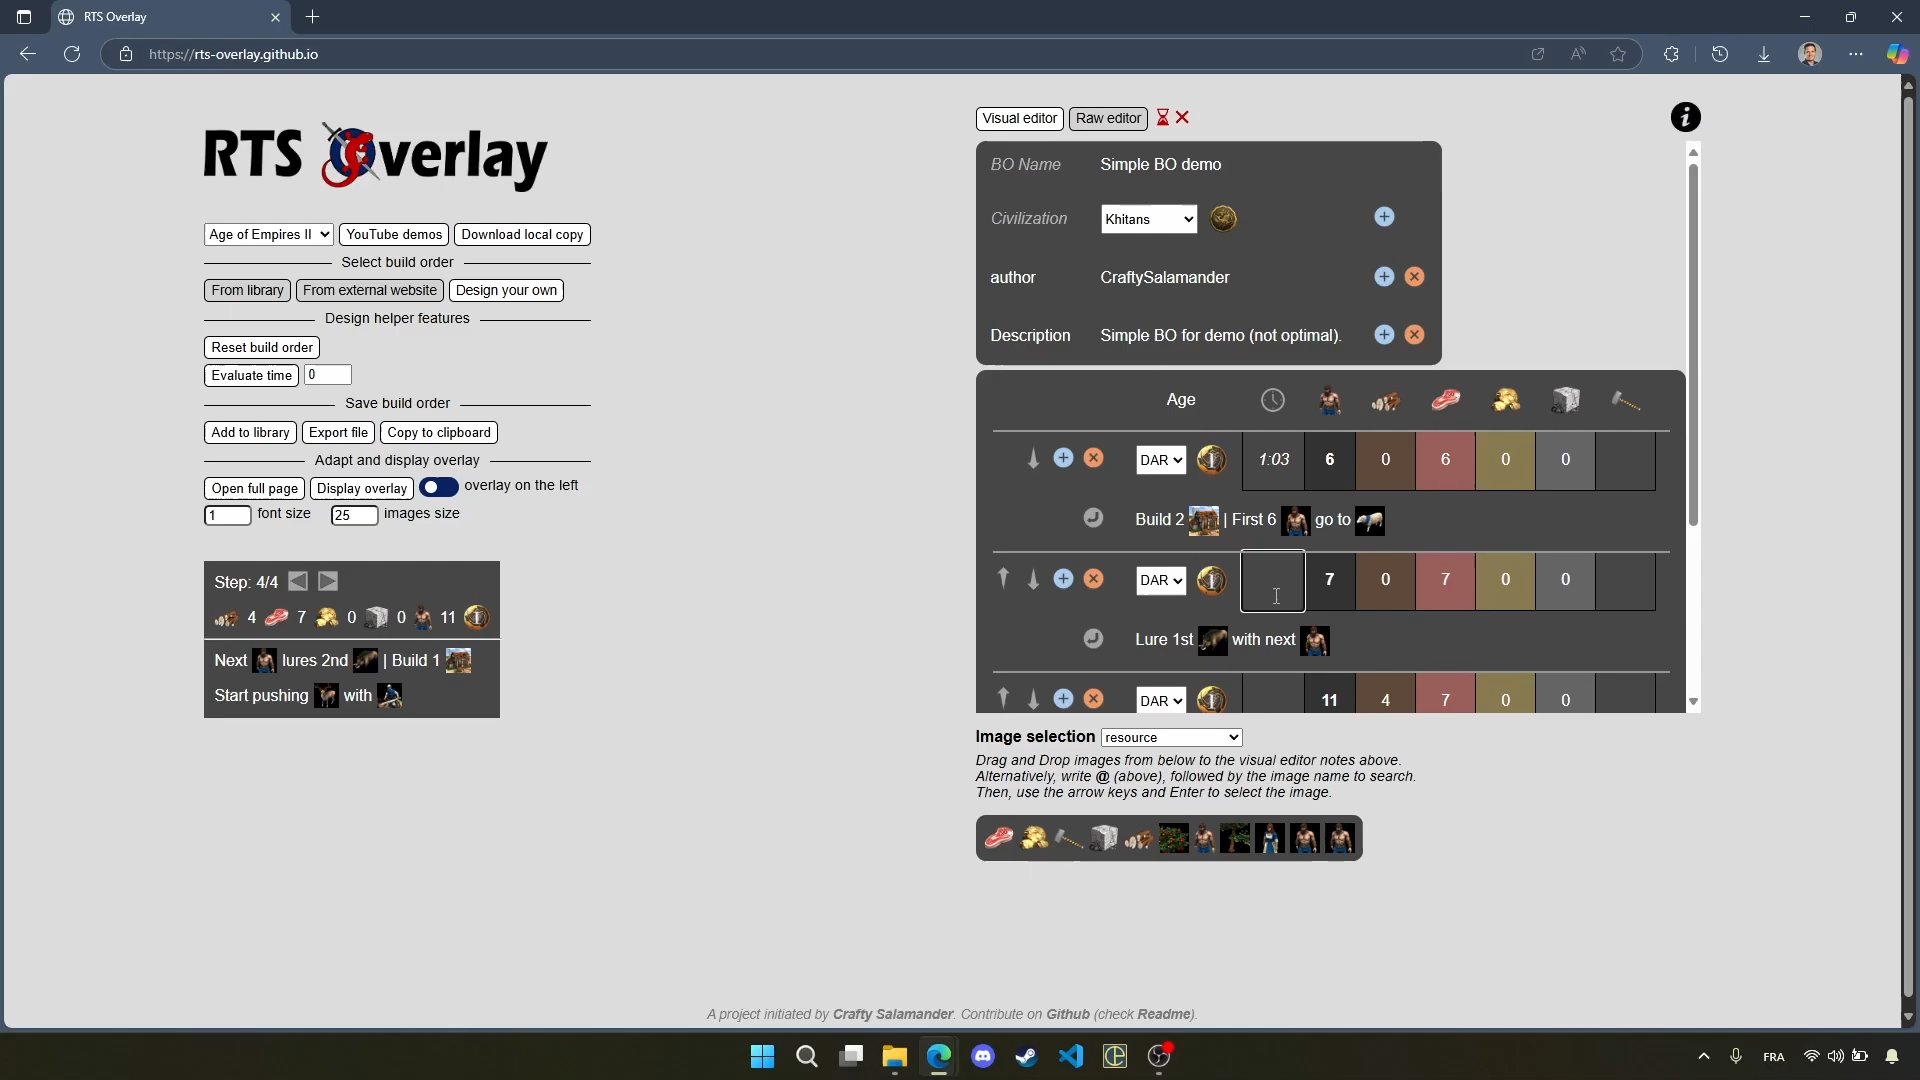 RTS Overlay
https://rts-overlay.github.io
RTS Overlay
Age of Empires II
YouTube demos
Download local copy
Select build order
From library
From external website
Design your own
Design helper features
Reset build order
Evaluate time
0
Save build order
Add to library
Export file
Copy to clipboard
Adapt and display overlay
Open full page
Display overlay
overlay on the left
1
font size
25
images size
Step: 4/4
4 7 0 0 11
Next lures 2nd | Build 1
Start pushing with
Visual editor
Raw editor
BO Name Simple BO demo
Civilization Khitans
author CraftySalamander
Description Simple BO for demo (not optimal).
Age
DAR 1:03 6 0 6 0 0
Build 2 | First 6 go to
DAR 7 0 7 0 0
Lure 1st with next
DAR 11 4 7 0 0
Image selection resource
Drag and Drop images from below to the visual editor notes above.
Alternatively, write @ (above), followed by the image name to search.
Then, use the arrow keys and Enter to select the image.
A project initiated by Crafty Salamander. Contribute on Github (check Readme).
FRA